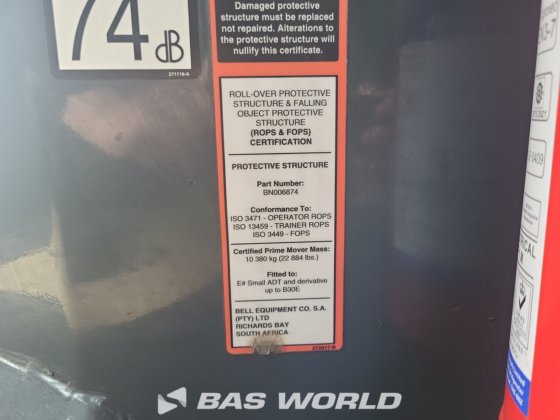 74 dB
271116-A
Damaged protective
structure must be replaced
not repaired. Alterations to
the protective structure will
nullify this certificate.
ROLL-OVER PROTECTIVE
STRUCTURE & FALLING
OBJECT PROTECTIVE
STRUCTURE
(ROPS & FOPS)
CERTIFICATION
PROTECTIVE STRUCTURE
Part Number:
BN006874
Conformance To:
ISO 3471 - OPERATOR ROPS
ISO 13459 - TRAINER ROPS
ISO 3449 - FOPS
Certified Prime Mover Mass:
10 380 kg (22 884 lbs.)
Fitted to:
E# Small ADT and derivative
up to B30E
BELL EQUIPMENT CO. S.A.
(PTY) LTD
RICHARDS BAY
SOUTH AFRICA
BAS WORLD